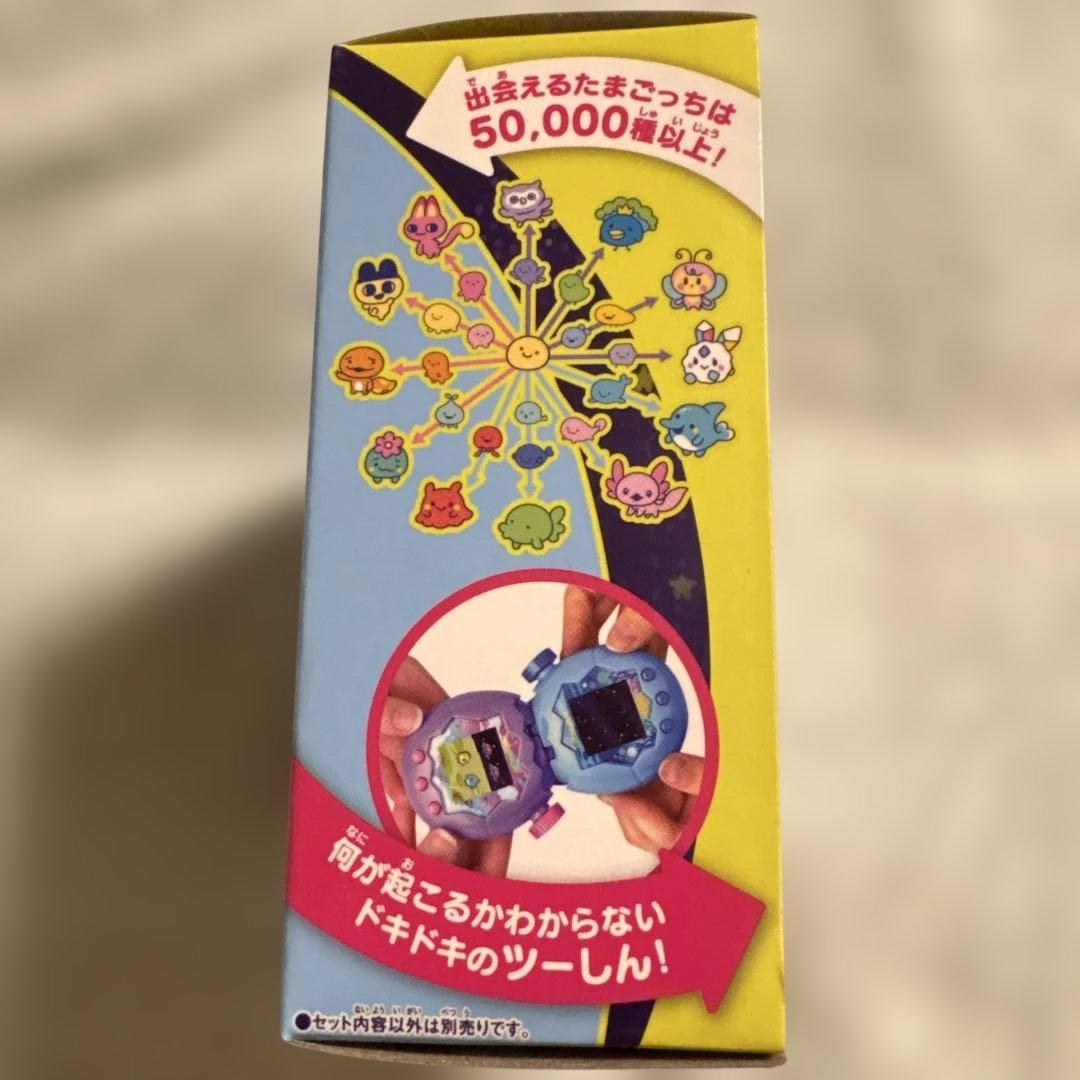 出会えるたまごっちは
50,000種以上!
何が起こるかわからない
ドキドキのツーしん!
●セット内容以外は別売りです。